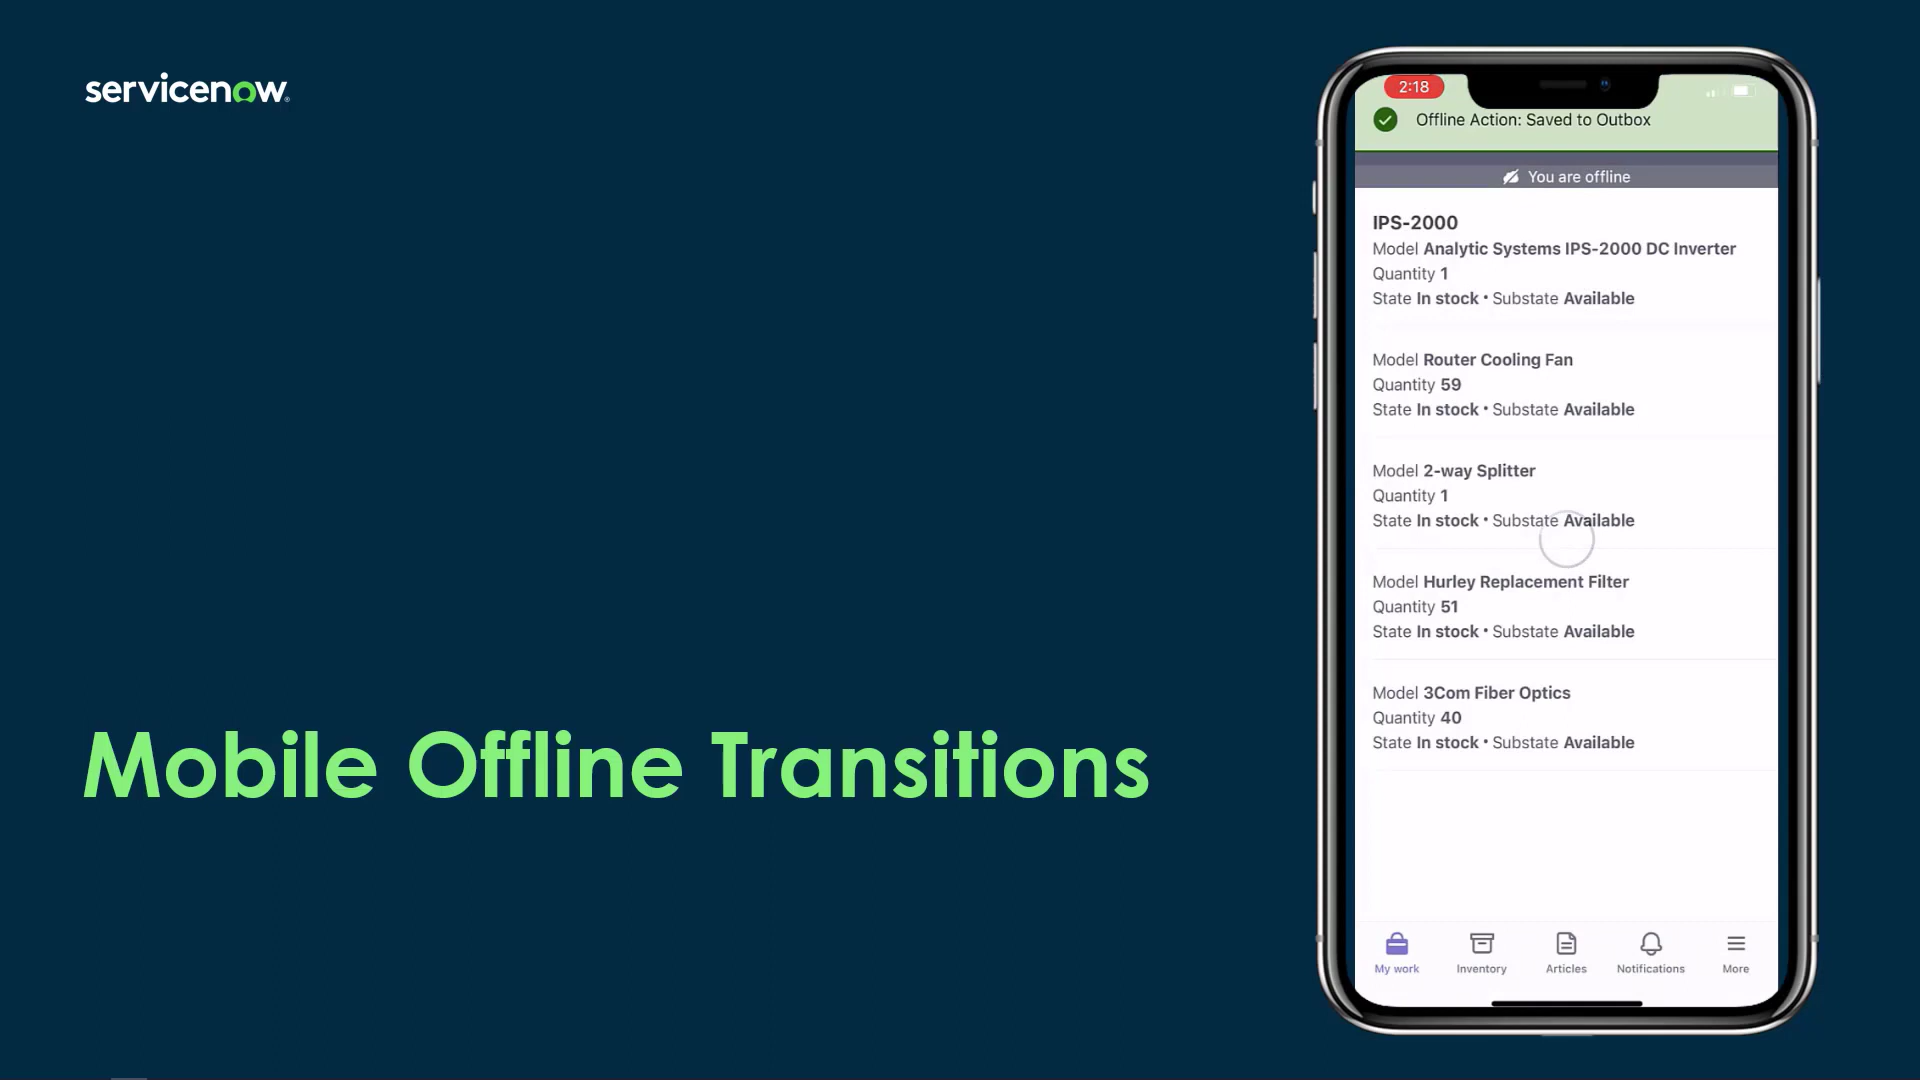 servicenow
Mobile Offline Transitions
2:18
Offline Action: Saved to Outbox
You are offline
IPS-2000
Model Analytic Systems IPS-2000 DC Inverter
Quantity 1
State In stock • Substate Available
Model Router Cooling Fan
Quantity 59
State In stock • Substate Available
Model 2-way Splitter
Quantity 1
State In stock • Substate Available
Model Hurley Replacement Filter
Quantity 51
State In stock • Substate Available
Model 3Com Fiber Optics
Quantity 40
State In stock • Substate Available
My work Inventory Articles Notifications More